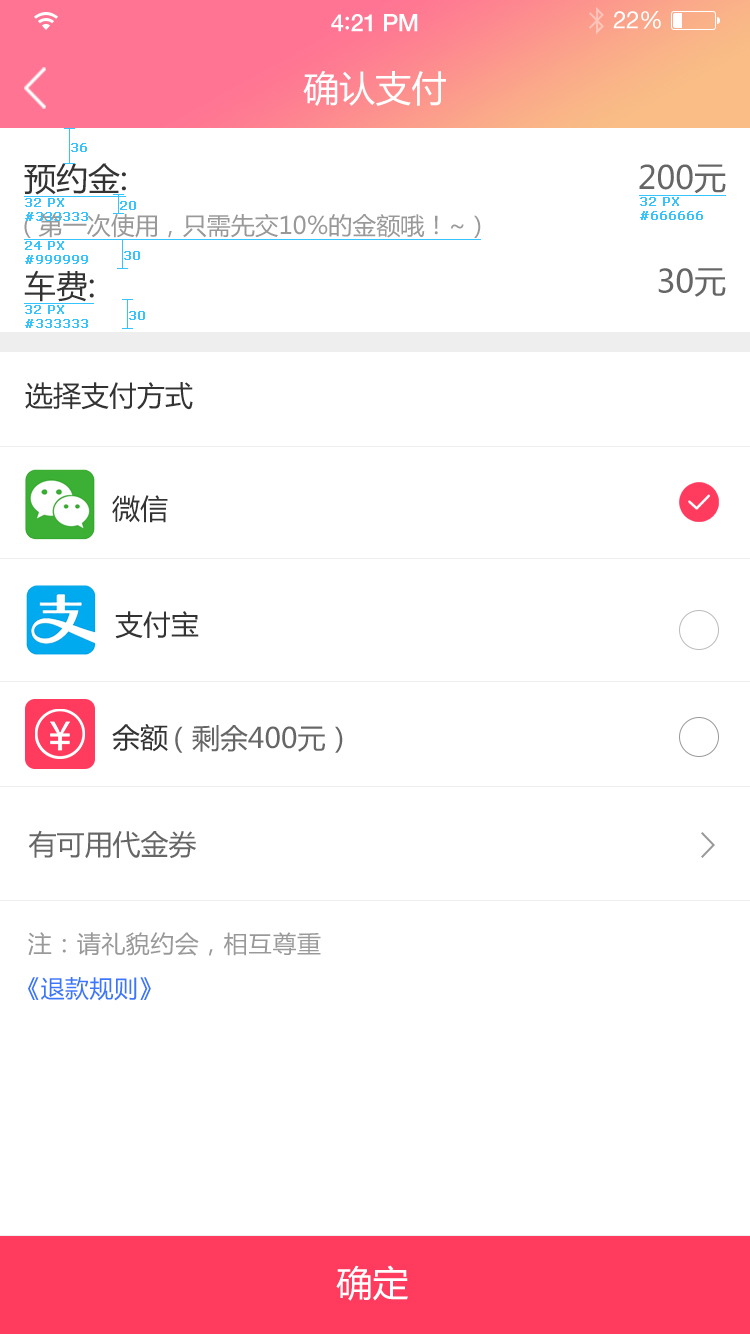 4:21 PM
22%
确认支付
36
预约金:
200元
32 PX
#333333
20
32 PX
#666666
(第一次使用，只需先交10%的金额哦！~)
24 PX
#999999
30
车费:
30元
32 PX
#333333
30
选择支付方式
微信
支
支付宝
¥
余额(剩余400元)
有可用代金券
注：请礼貌约会，相互尊重
《退款规则》
确定